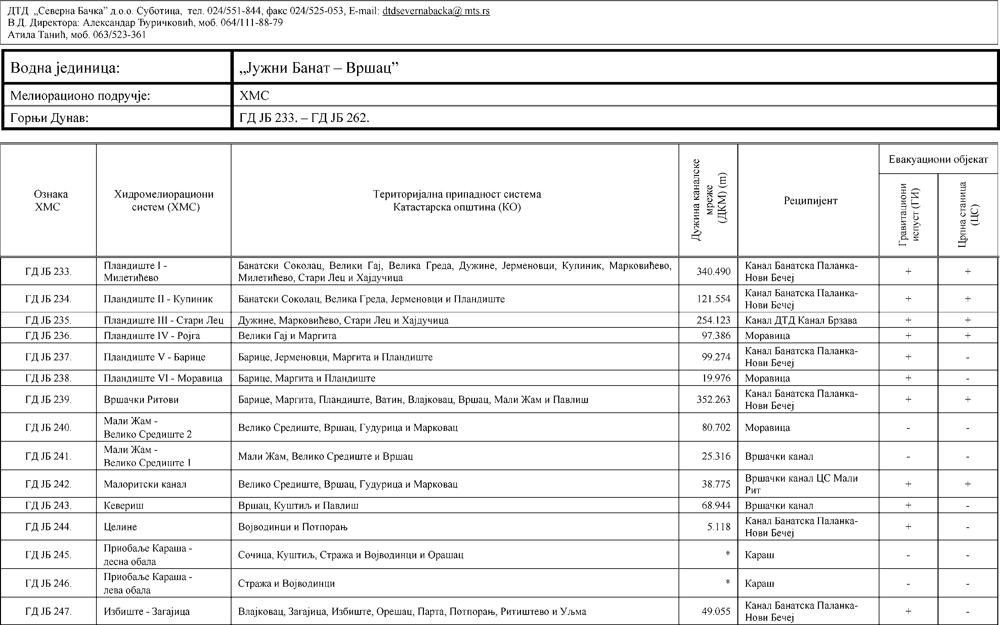 ДТД „Северна Бачка” д.о.о. Суботица, тел. 024/551-844, факс 024/525-053, E-mail: dtdsevernabacka@ mts.rs
В.Д. Директора: Александар Ђуричковић, моб. 064/111-88-79
Атила Танић, моб. 063/523-361
Водна јединица: „Јужни Банат – Вршац”
Мелиорационо подручје: ХМС
Горњи Дунав: ГД ЈБ 233. – ГД ЈБ 262.
Ознака
ХМС
Хидромелиорациони
систем (ХМС)
Територијална припадност система
Катастарска општина (КО)
Дужина каналске
мреже
(ДКМ) (m)
Реципијент
Евакуациони објекат
Гравитациони
испуст (ГИ)
Црпна станица
(ЦС)
ГД ЈБ 233.
Пландиште I -
Милетићево
Банатски Соколац, Велики Гај, Велика Греда, Дужине, Јерменовци, Купиник, Марковићево,
Милетићево, Стари Лец и Хајдучица
340.490
Канал Банатска Паланка-
Нови Бечеј
+ +
ГД ЈБ 234.
Пландиште II - Купиник
Банатски Соколац, Велика Греда, Јерменовци и Пландиште
121.554
Канал Банатска Паланка-
Нови Бечеј
+ +
ГД ЈБ 235. Пландиште III - Стари Лец Дужине, Марковићево, Стари Лец и Хајдучица 254.123 Канал ДТД Канал Брзава + +
ГД ЈБ 236. Пландиште IV - Ројга Велики Гај и Маргита 97.386 Моравица + +
ГД ЈБ 237.
Пландиште V - Барице
Барице, Јерменовци, Маргита и Пландиште
99.274
Канал Банатска Паланка-
Нови Бечеј
+ -
ГД ЈБ 238. Пландиште VI - Моравица Барице, Маргита и Пландиште 19.976 Моравица + -
ГД ЈБ 239.
Вршачки Ритови
Барице, Маргита, Пландиште, Ватин, Влајковац, Вршац, Мали Жам и Павлиш
352.263
Канал Банатска Паланка-
Нови Бечеј
+ +
ГД ЈБ 240.
Мали Жам -
Велико Средиште 2
Велико Средиште, Вршац, Гудурица и Марковац
80.702
Моравица
- -
ГД ЈБ 241.
Мали Жам -
Велико Средиште 1
Мали Жам, Велико Средиште и Вршац
25.316
Вршачки канал
- -
ГД ЈБ 242.
Малоритски канал
Велико Средиште, Вршац, Гудурица и Марковац
38.775
Вршачки канал ЦС Мали
Рит
+ +
ГД ЈБ 243. Кевериш Вршац, Куштиљ и Павлиш 68.944 Вршачки канал + -
ГД ЈБ 244.
Целине
Војводинци и Потпорањ
5.118
Канал Банатска Паланка-
Нови Бечеј
+ -
ГД ЈБ 245.
Приобаље Караша -
десна обала
Сочица, Куштиљ, Стража и Војводинци и Орашац
*
Караш
- -
ГД ЈБ 246.
Приобаље Караша -
лева обала
Стража и Војводинци
*
Караш
- -
ГД ЈБ 247.
Избиште - Загајица
Влајковац, Загајица, Избиште, Орешац, Парта, Потпорањ, Ритиштево и Уљма
49.055
Канал Банатска Паланка-
Нови Бечеј
+ -